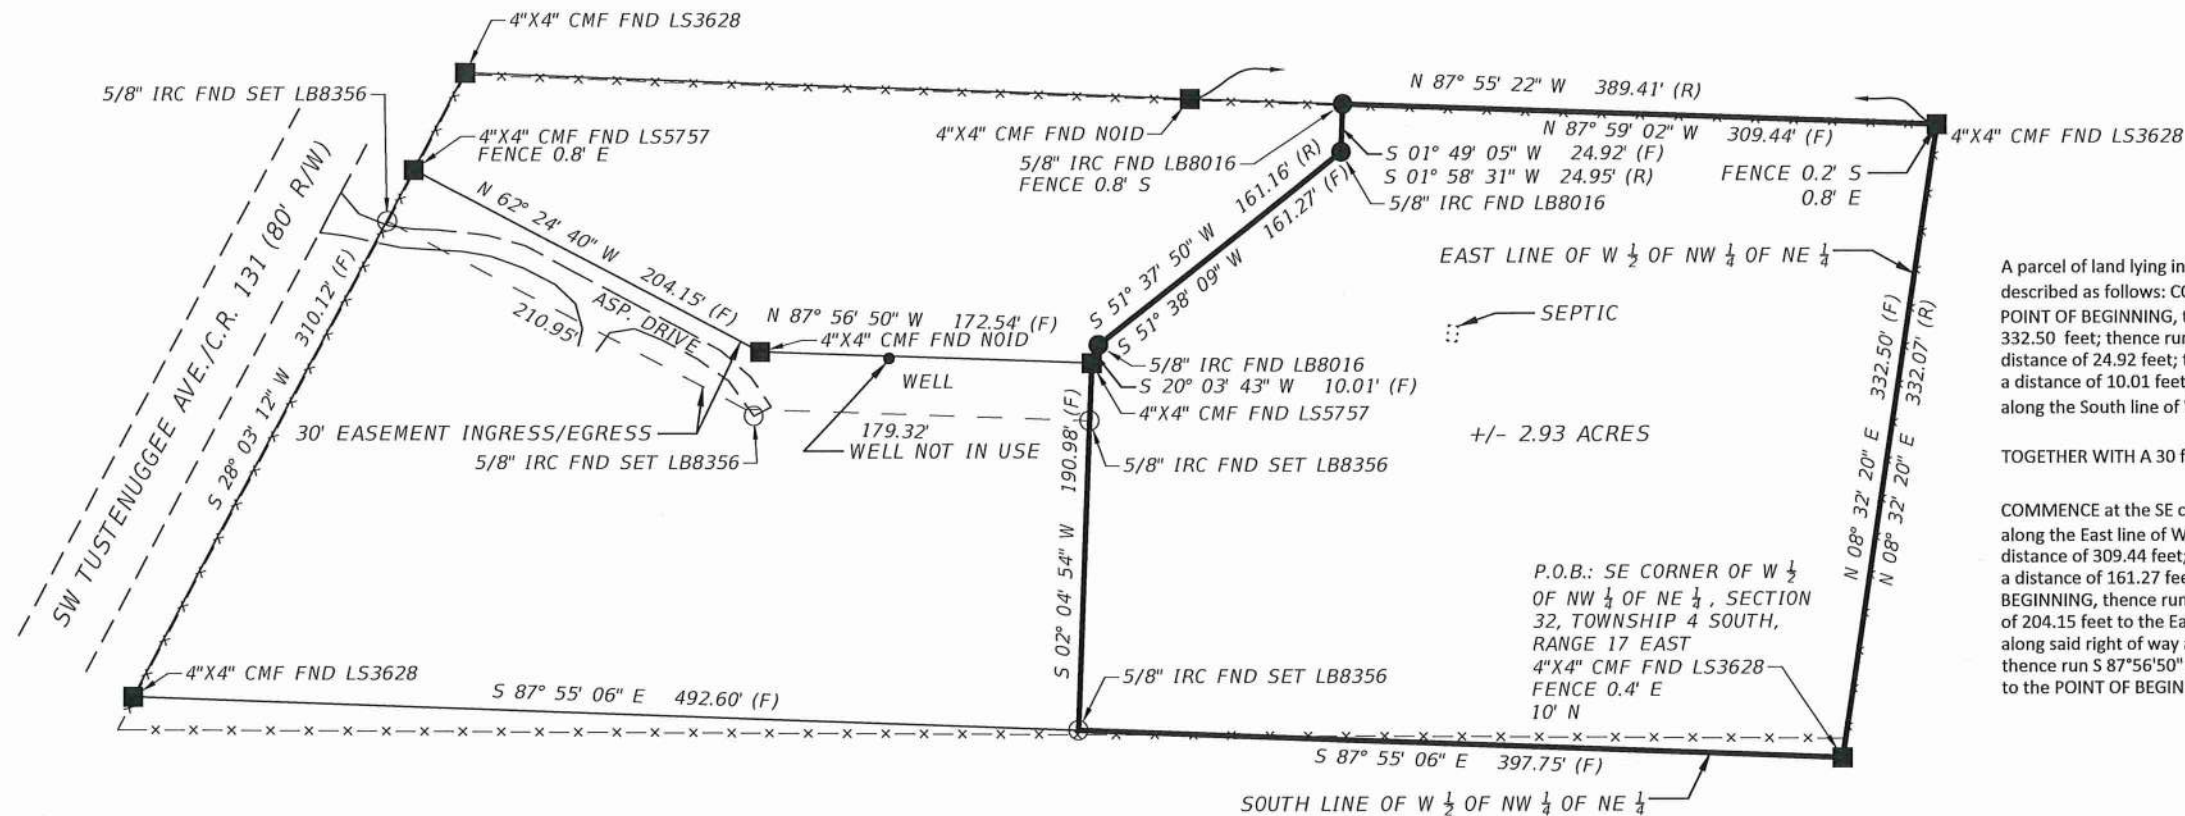 4"X4" CMF FND LS3628
5/8" IRC FND SET LB8356
4"X4" CMF FND LS5757
FENCE 0.8' E
SW TUSTENUGGEE AVE./C.R. 131 (80' R/W)
S 28° 03' 12" W 310.12' (F)
N 62° 24' 40" W 204.15' (F)
ASP. DRIVE
210.95'
30' EASEMENT INGRESS/EGRESS
5/8" IRC FND SET LB8356
N 87° 56' 50" W 172.54' (F)
4"X4" CMF FND NOID
WELL
179.32'
WELL NOT IN USE
4"X4" CMF FND NOID
5/8" IRC FND LB8016
FENCE 0.8' S
N 87° 55' 22" W 389.41' (R)
N 87° 59' 02" W 309.44' (F)
S 01° 49' 05" W 24.92' (F)
S 01° 58' 31" W 24.95' (R)
5/8" IRC FND LB8016
4"X4" CMF FND LS3628
FENCE 0.2' S
0.8' E
S 51° 37' 50" W 161.16' (R)
S 51° 38' 09" W 161.27' (F)
EAST LINE OF W ½ OF NW ¼ OF NE ¼
SEPTIC
5/8" IRC FND LB8016
S 20° 03' 43" W 10.01' (F)
4"X4" CMF FND LS5757
5/8" IRC FND SET LB8356
+/- 2.93 ACRES
S 02° 04' 54" W 190.98' (F)
N 08° 32' 20" E 332.50' (F)
N 08° 32' 20" E 332.07' (R)
P.O.B.: SE CORNER OF W ½
OF NW ¼ OF NE ¼ , SECTION
32, TOWNSHIP 4 SOUTH,
RANGE 17 EAST
4"X4" CMF FND LS3628
FENCE 0.4' E
10' N
4"X4" CMF FND LS3628
S 87° 55' 06" E 492.60' (F)
5/8" IRC FND SET LB8356
S 87° 55' 06" E 397.75' (F)
SOUTH LINE OF W ½ OF NW ¼ OF NE ¼
A parcel of land lying in
described as follows: CO
POINT OF BEGINNING, t
332.50 feet; thence run
distance of 24.92 feet; t
a distance of 10.01 feet
along the South line of
TOGETHER WITH A 30 f
COMMENCE at the SE c
along the East line of W
distance of 309.44 feet;
a distance of 161.27 fee
BEGINNING, thence run
of 204.15 feet to the Ea
along said right of way a
thence run S 87°56'50"
to the POINT OF BEGIN